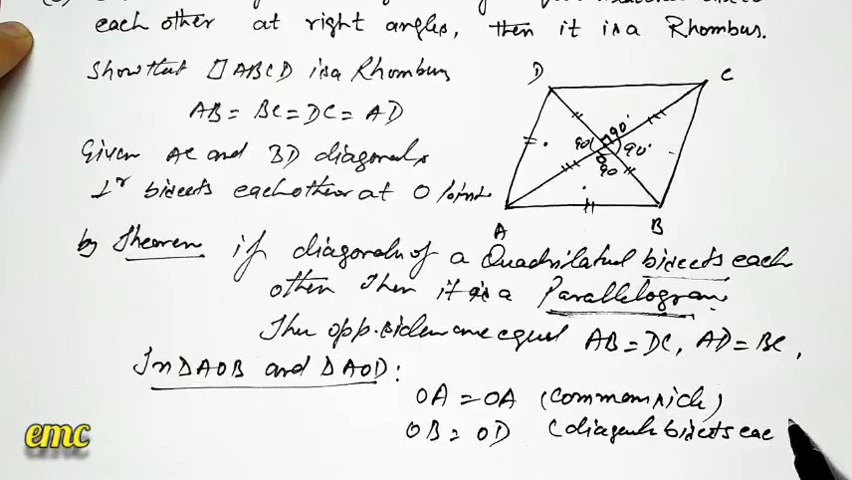 each other at right angles, then it is a Rhombus.
Show that □ABCD is a Rhombus
AB = BC = DC = AD
Given AC and BD diagonals
⊥r bisects each other at O point
D
C
90°
90
90°
90
O
A
B
by Theorem if diagonals of a Quadrilateral bisects each
other then it is a Parallelogram
The opp. sides are equal AB = DC, AD = BC,
In ΔAOB and ΔAOD:
OA = OA (common side)
OB = OD (diagonals bisects eac
emc